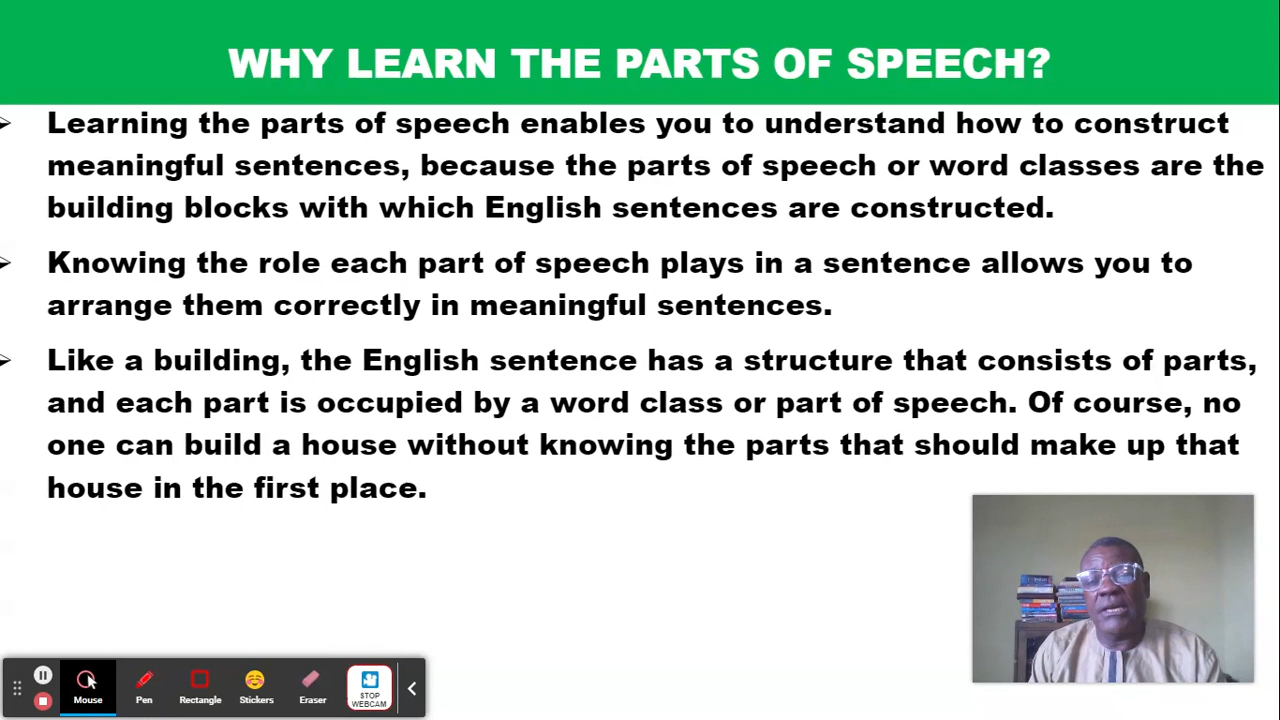 WHY LEARN THE PARTS OF SPEECH?
Learning the parts of speech enables you to understand how to construct
meaningful sentences, because the parts of speech or word classes are the
building blocks with which English sentences are constructed.
Knowing the role each part of speech plays in a sentence allows you to
arrange them correctly in meaningful sentences.
Like a building, the English sentence has a structure that consists of parts,
and each part is occupied by a word class or part of speech. Of course, no
one can build a house without knowing the parts that should make up that
house in the first place.
Mouse
Pen
Rectangle
Stickers
Eraser
STOP
WEBCAM